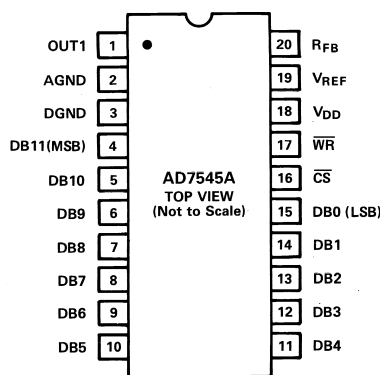 OUT1 1
AGND 2
DGND 3
DB11(MSB) 4
DB10 5
DB9 6
DB8 7
DB7 8
DB6 9
DB5 10
AD7545A
TOP VIEW
(Not to Scale)
20 RFB
19 VREF
18 VDD
17 W̅R̅
16 C̅S̅
15 DB0 (LSB)
14 DB1
13 DB2
12 DB3
11 DB4